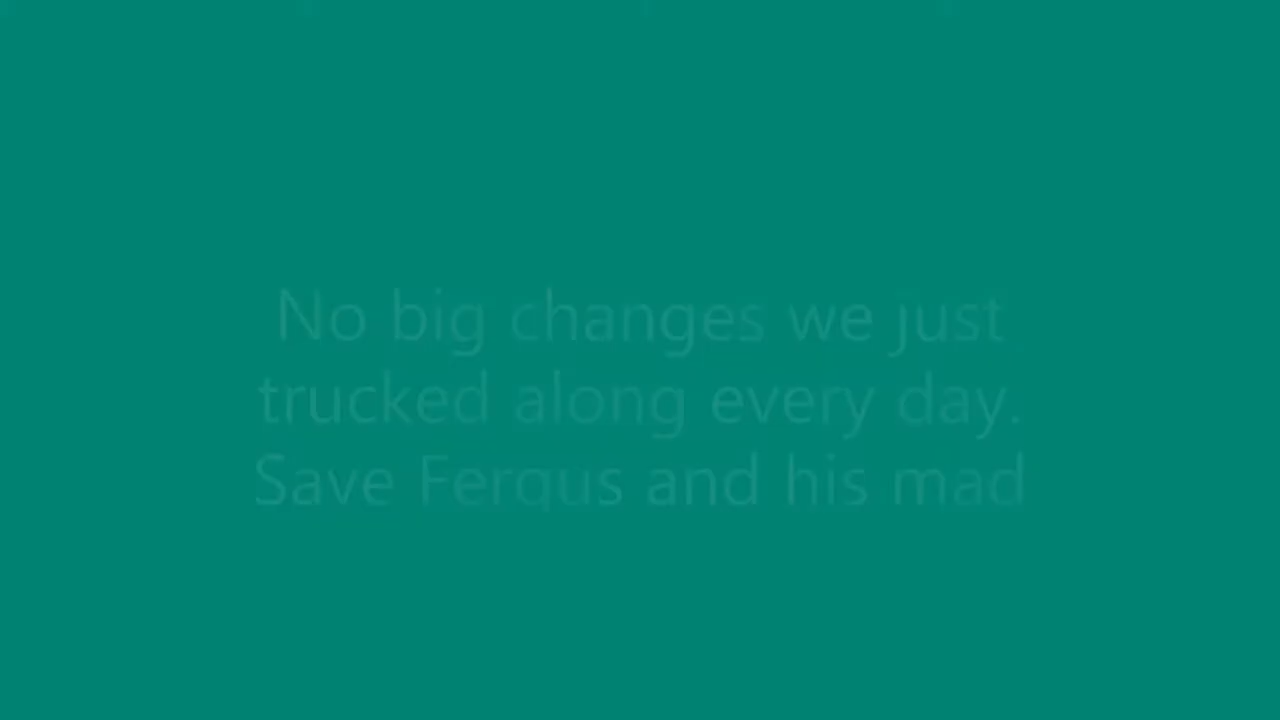 No big changes we just
trucked along every day.
Save Fergus and his mad